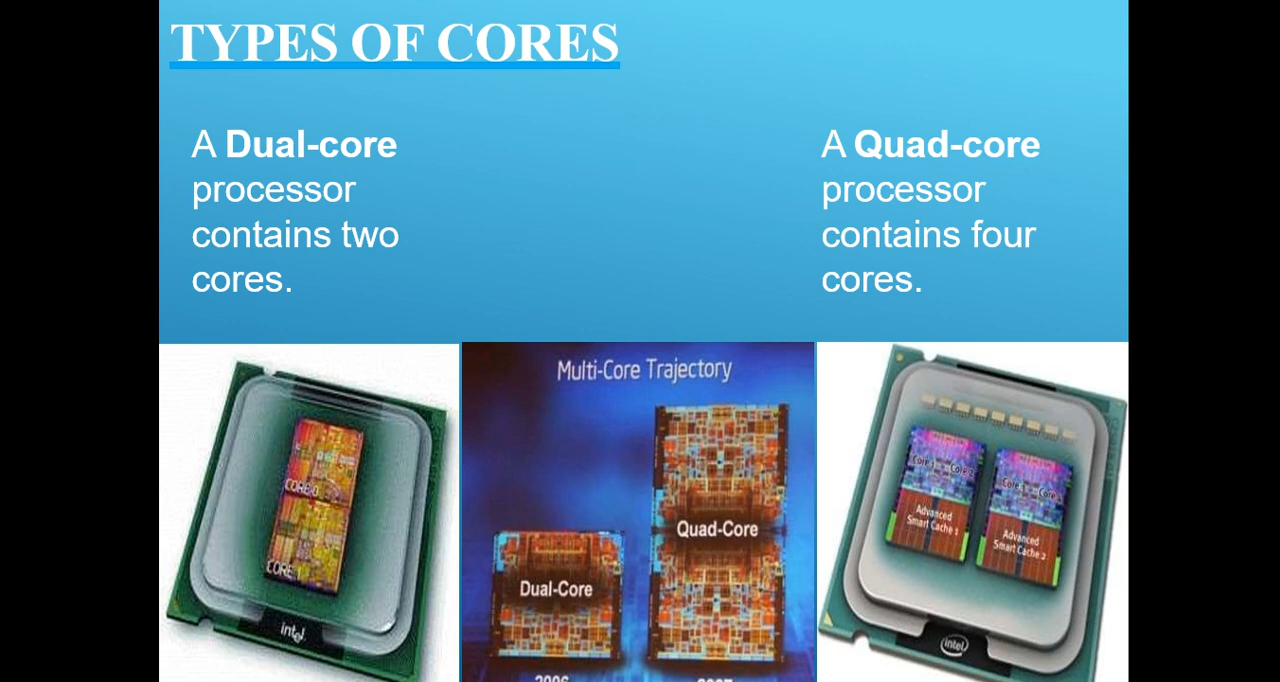 TYPES OF CORES
A Dual-core
processor
contains two
cores.
A Quad-core
processor
contains four
cores.
CORE 0
CORE 1
intel
Multi-Core Trajectory
Dual-Core
Quad-Core
2006
2007
Core 1 Core 2
Advanced
Smart Cache 1
Core 3
Advanced
Smart Cache 2
intel